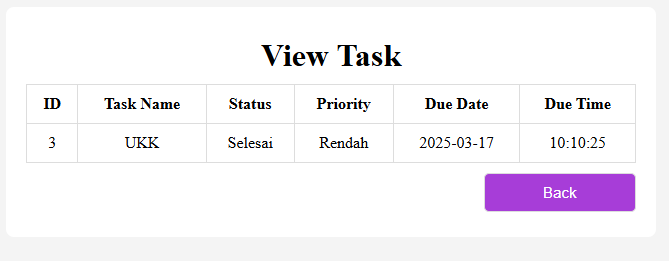 View Task
ID Task Name Status Priority Due Date Due Time
3 UKK Selesai Rendah 2025-03-17 10:10:25
Back